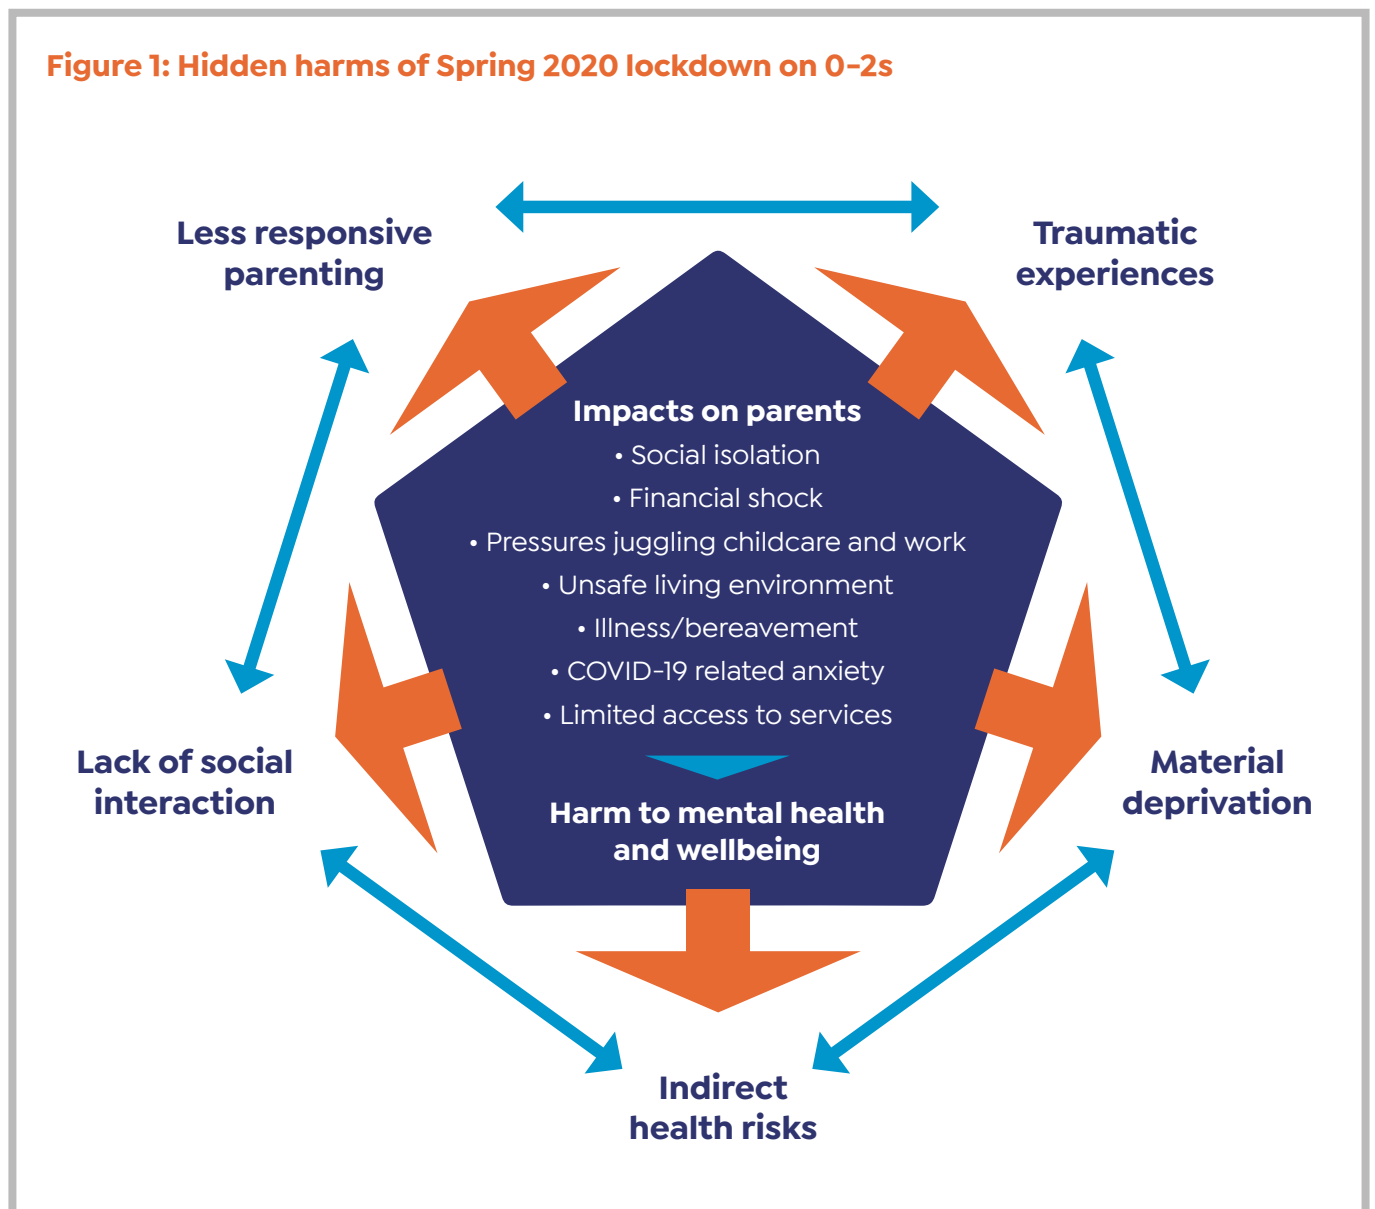 Figure 1: Hidden harms of Spring 2020 lockdown on 0-2s
Less responsive
parenting
Traumatic
experiences
Impacts on parents
• Social isolation
• Financial shock
• Pressures juggling childcare and work
• Unsafe living environment
• Illness/bereavement
• COVID-19 related anxiety
• Limited access to services
Harm to mental health
and wellbeing
Lack of social
interaction
Material
deprivation
Indirect
health risks